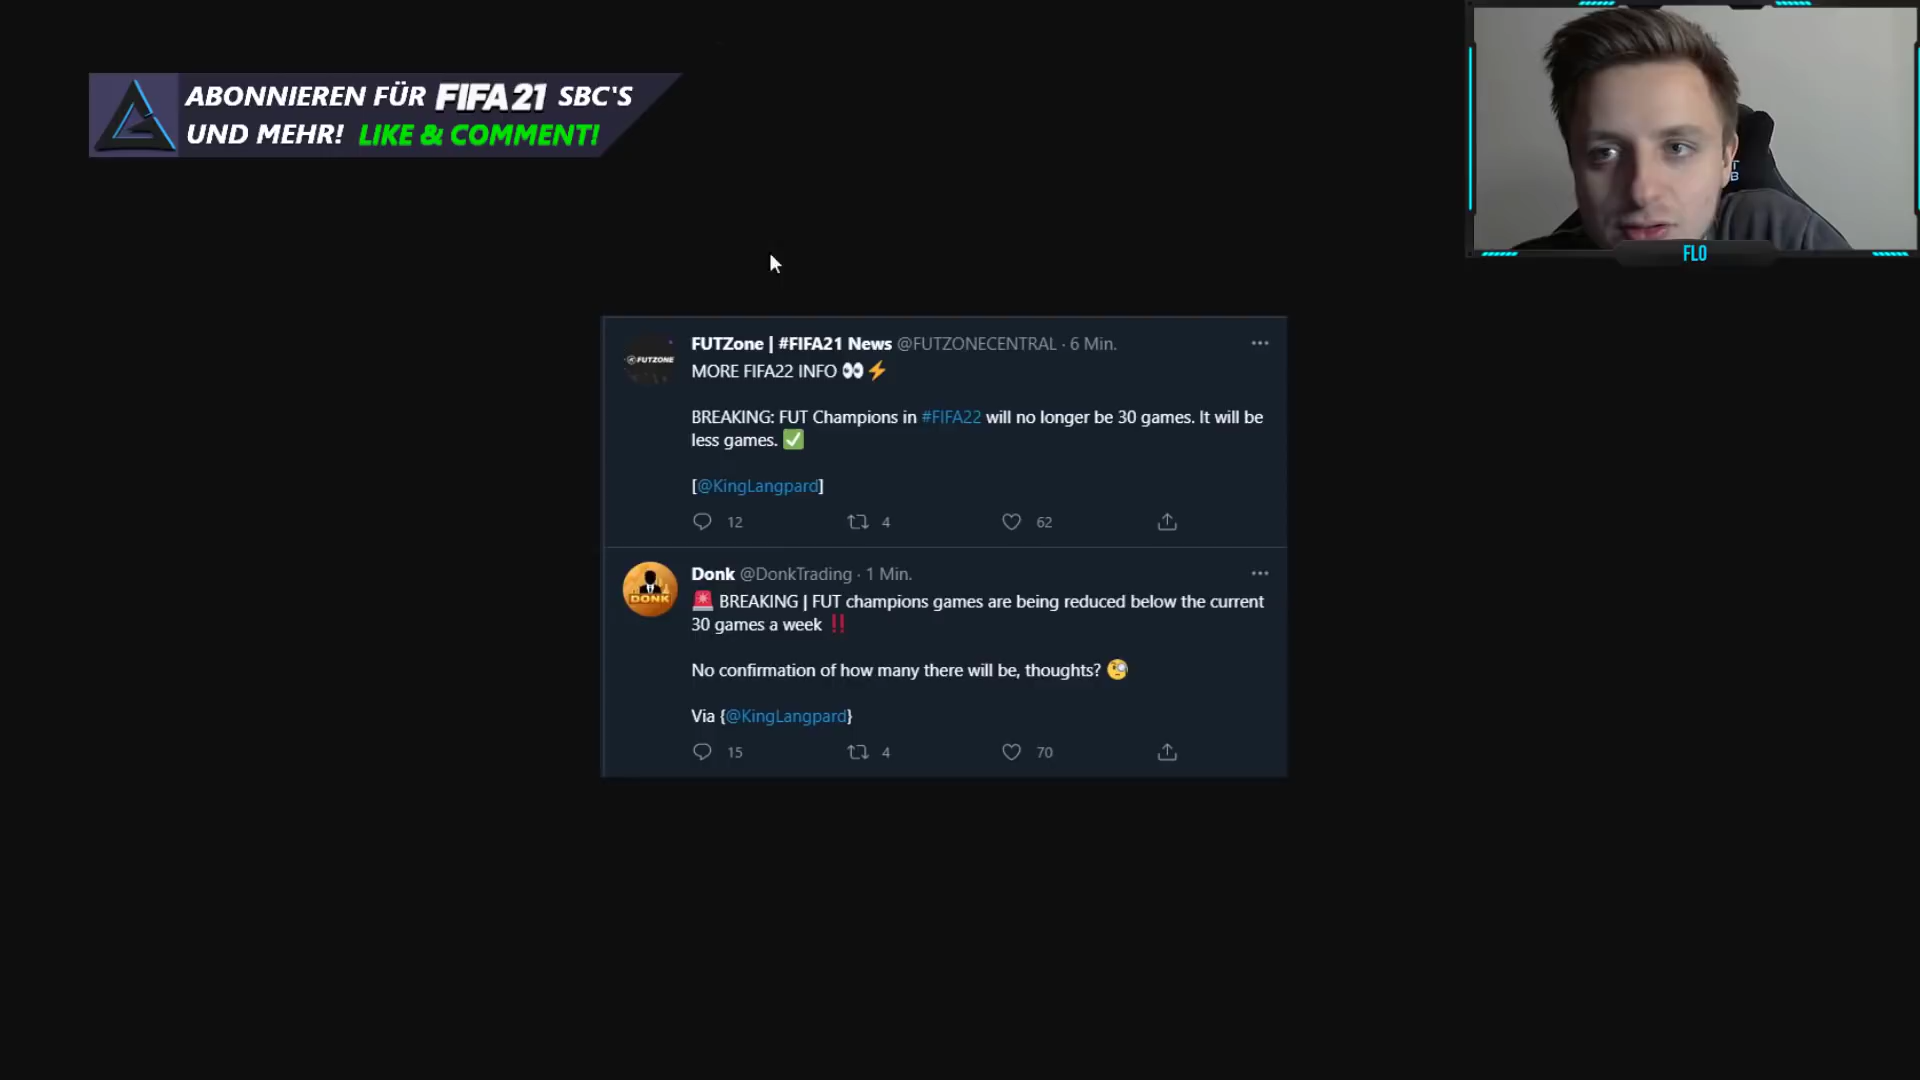 ABONNIEREN FÜR FIFA21 SBC'S
UND MEHR! LIKE & COMMENT!
FLO
FUTZONE
FUTZone | #FIFA21 News @FUTZONECENTRAL · 6 Min.
MORE FIFA22 INFO 👀⚡
BREAKING: FUT Champions in #FIFA22 will no longer be 30 games. It will be
less games. ✅
[@KingLangpard]
12 4 62
DONK
Donk @DonkTrading · 1 Min.
🚨 BREAKING | FUT champions games are being reduced below the current
30 games a week ‼️
No confirmation of how many there will be, thoughts? 🧐
Via {@KingLangpard}
15 4 70